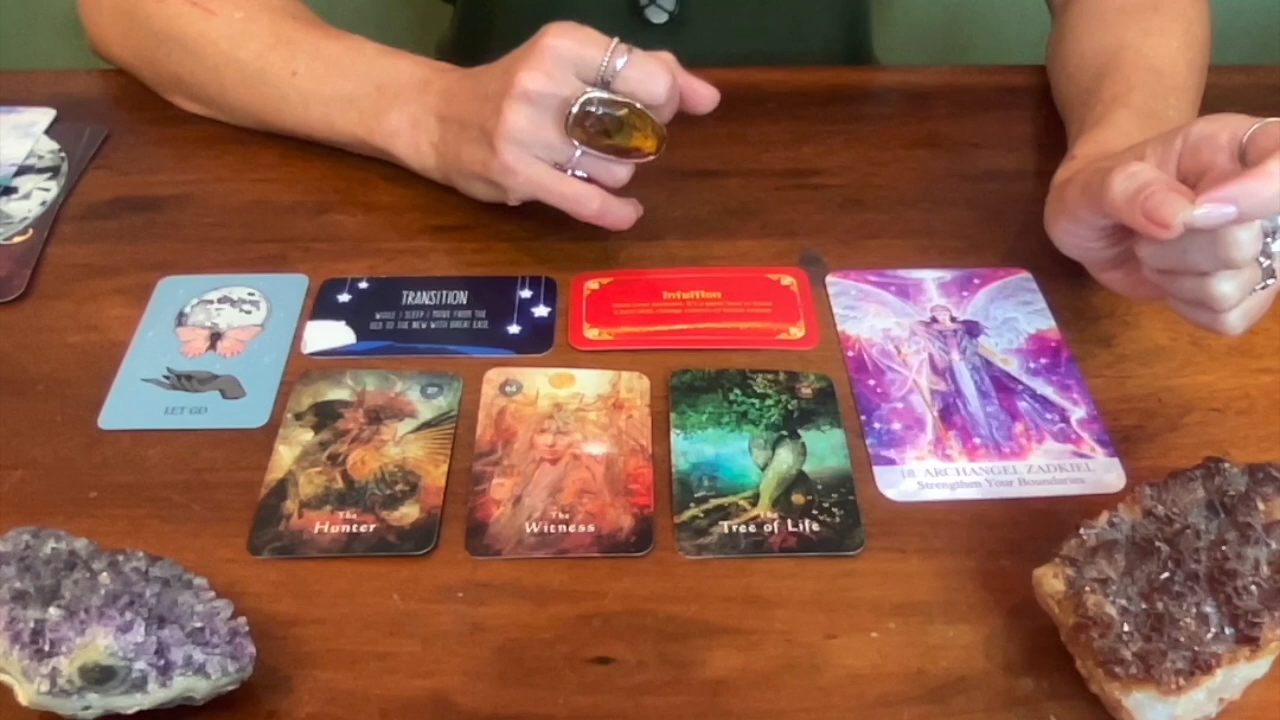 LET GO
TRANSITION
WHILE I SLEEP I MOVE FROM THE
OLD TO THE NEW WITH GREAT EASE.
Intuition
The
Hunter
The
Witness
The
Tree of Life
18. ARCHANGEL ZADKIEL
Strengthen Your Boundaries